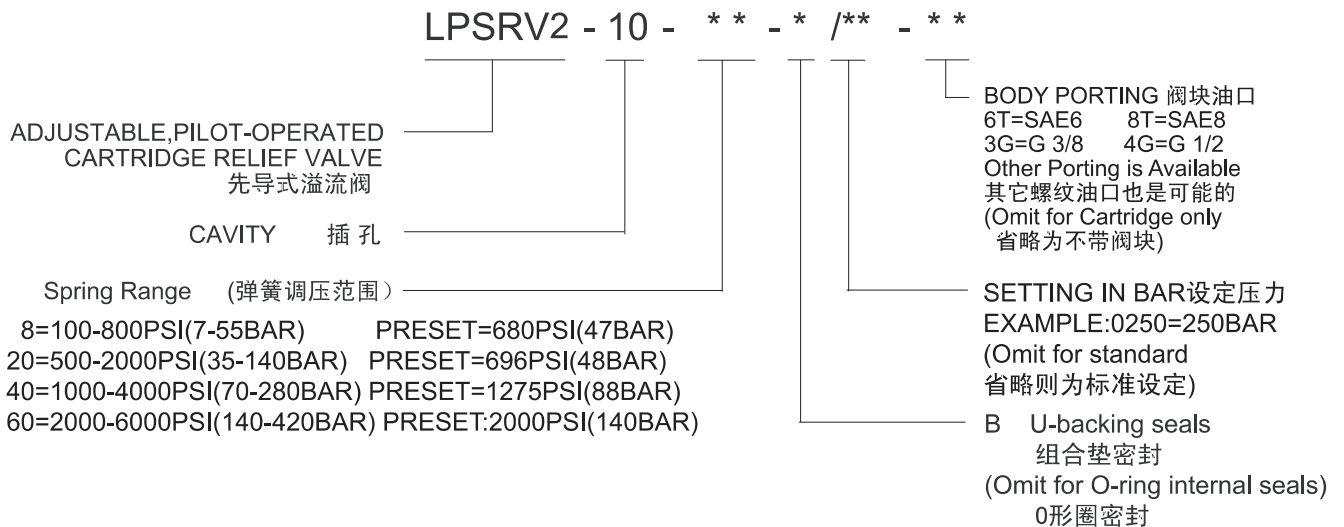 LPSRV2 - 10 - ** - * /** - **
ADJUSTABLE,PILOT-OPERATED
CARTRIDGE RELIEF VALVE
先导式溢流阀
CAVITY 插 孔
Spring Range (弹簧调压范围）
8=100-800PSI(7-55BAR) PRESET=680PSI(47BAR)
20=500-2000PSI(35-140BAR) PRESET=696PSI(48BAR)
40=1000-4000PSI(70-280BAR) PRESET=1275PSI(88BAR)
60=2000-6000PSI(140-420BAR) PRESET:2000PSI(140BAR)
BODY PORTING 阀块油口
6T=SAE6 8T=SAE8
3G=G 3/8 4G=G 1/2
Other Porting is Available
其它螺纹油口也是可能的
(Omit for Cartridge only
省略为不带阀块)
SETTING IN BAR设定压力
EXAMPLE:0250=250BAR
(Omit for standard
省略则为标准设定)
B U-backing seals
组合垫密封
(Omit for O-ring internal seals)
0形圈密封